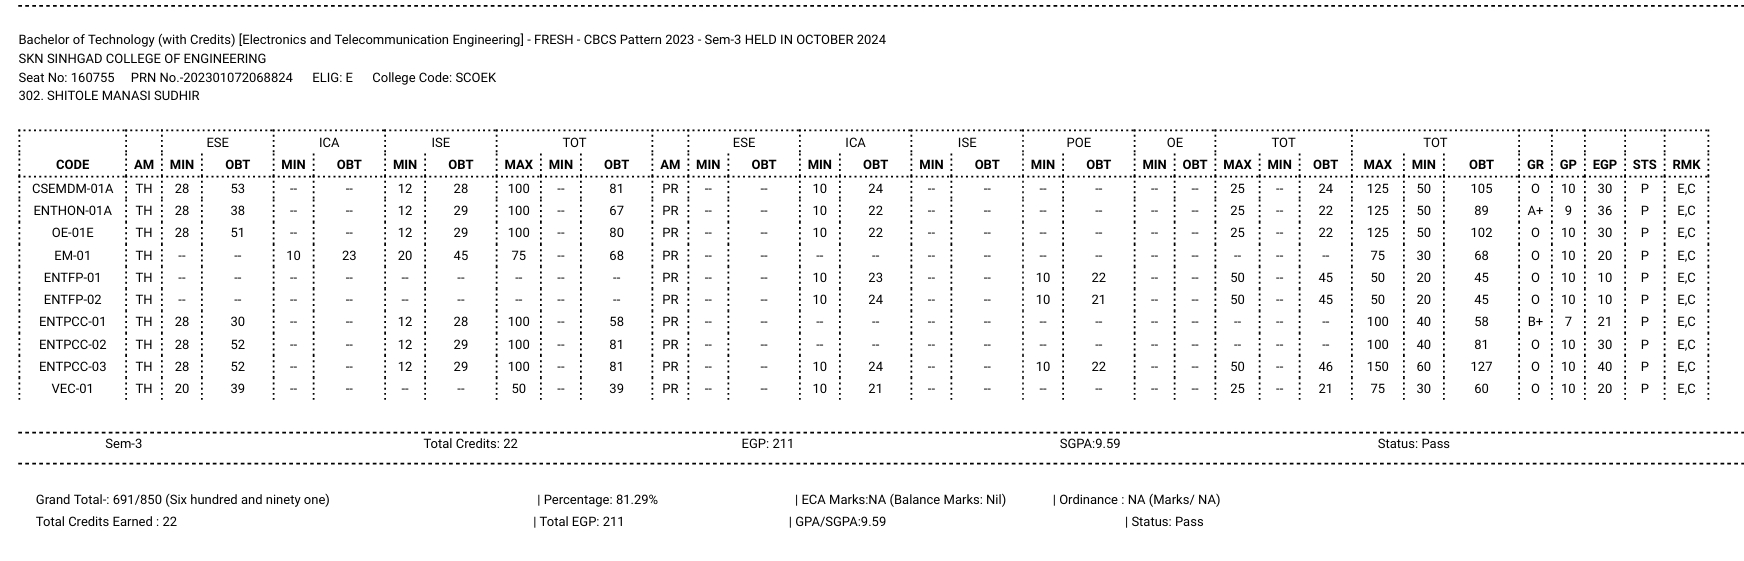 Bachelor of Technology (with Credits) [Electronics and Telecommunication Engineering] - FRESH - CBCS Pattern 2023 - Sem-3 HELD IN OCTOBER 2024
SKN SINHGAD COLLEGE OF ENGINEERING
Seat No: 160755 PRN No.-202301072068824 ELIG: E College Code: SCOEK
302. SHITOLE MANASI SUDHIR
ESE ICA ISE TOT ESE ICA ISE POE OE TOT TOT
CODE AM MIN OBT MIN OBT MIN OBT MAX MIN OBT AM MIN OBT MIN OBT MIN OBT MIN OBT MIN OBT MAX MIN OBT MAX MIN OBT GR GP EGP STS RMK
CSEMDM-01A TH 28 53 -- -- 12 28 100 -- 81 PR -- -- 10 24 -- -- -- -- -- -- 25 -- 24 125 50 105 O 10 30 P E,C
ENTHON-01A TH 28 38 -- -- 12 29 100 -- 67 PR -- -- 10 22 -- -- -- -- -- -- 25 -- 22 125 50 89 A+ 9 36 P E,C
OE-01E TH 28 51 -- -- 12 29 100 -- 80 PR -- -- 10 22 -- -- -- -- -- -- 25 -- 22 125 50 102 O 10 30 P E,C
EM-01 TH -- -- 10 23 20 45 75 -- 68 PR -- -- -- -- -- -- -- -- -- -- -- -- -- 75 30 68 O 10 20 P E,C
ENTFP-01 TH -- -- -- -- -- -- -- -- -- PR -- -- 10 23 -- -- 10 22 -- -- 50 -- 45 50 20 45 O 10 10 P E,C
ENTFP-02 TH -- -- -- -- -- -- -- -- -- PR -- -- 10 24 -- -- 10 21 -- -- 50 -- 45 50 20 45 O 10 10 P E,C
ENTPCC-01 TH 28 30 -- -- 12 28 100 -- 58 PR -- -- -- -- -- -- -- -- -- -- -- -- -- 100 40 58 B+ 7 21 P E,C
ENTPCC-02 TH 28 52 -- -- 12 29 100 -- 81 PR -- -- -- -- -- -- -- -- -- -- -- -- -- 100 40 81 O 10 30 P E,C
ENTPCC-03 TH 28 52 -- -- 12 29 100 -- 81 PR -- -- 10 24 -- -- 10 22 -- -- 50 -- 46 150 60 127 O 10 40 P E,C
VEC-01 TH 20 39 -- -- -- -- 50 -- 39 PR -- -- 10 21 -- -- -- -- -- -- 25 -- 21 75 30 60 O 10 20 P E,C
Sem-3 Total Credits: 22 EGP: 211 SGPA:9.59 Status: Pass
Grand Total-: 691/850 (Six hundred and ninety one) | Percentage: 81.29% | ECA Marks:NA (Balance Marks: Nil) | Ordinance : NA (Marks/ NA)
Total Credits Earned : 22 | Total EGP: 211 | GPA/SGPA:9.59 | Status: Pass